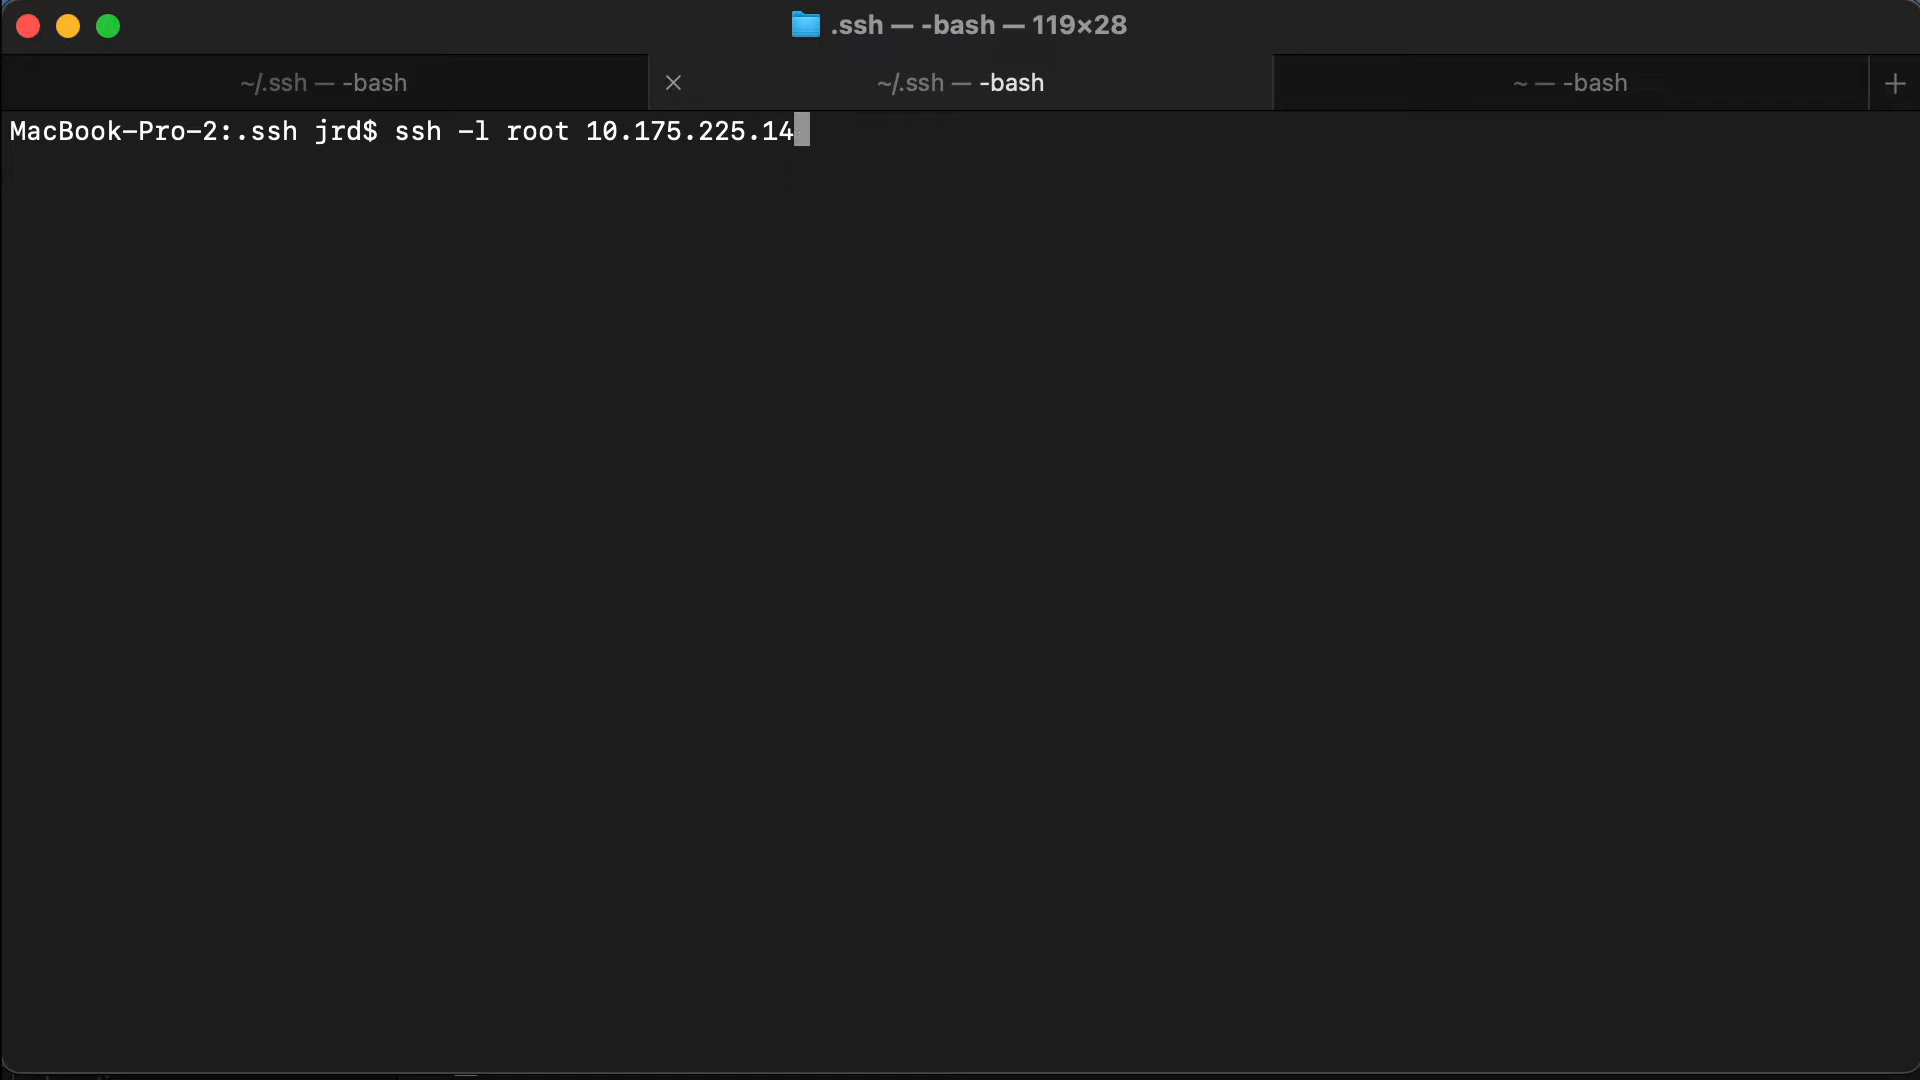 .ssh — -bash — 119×28
~/.ssh — -bash
~/.ssh — -bash
~ — -bash
MacBook-Pro-2:.ssh jrd$ ssh -l root 10.175.225.14